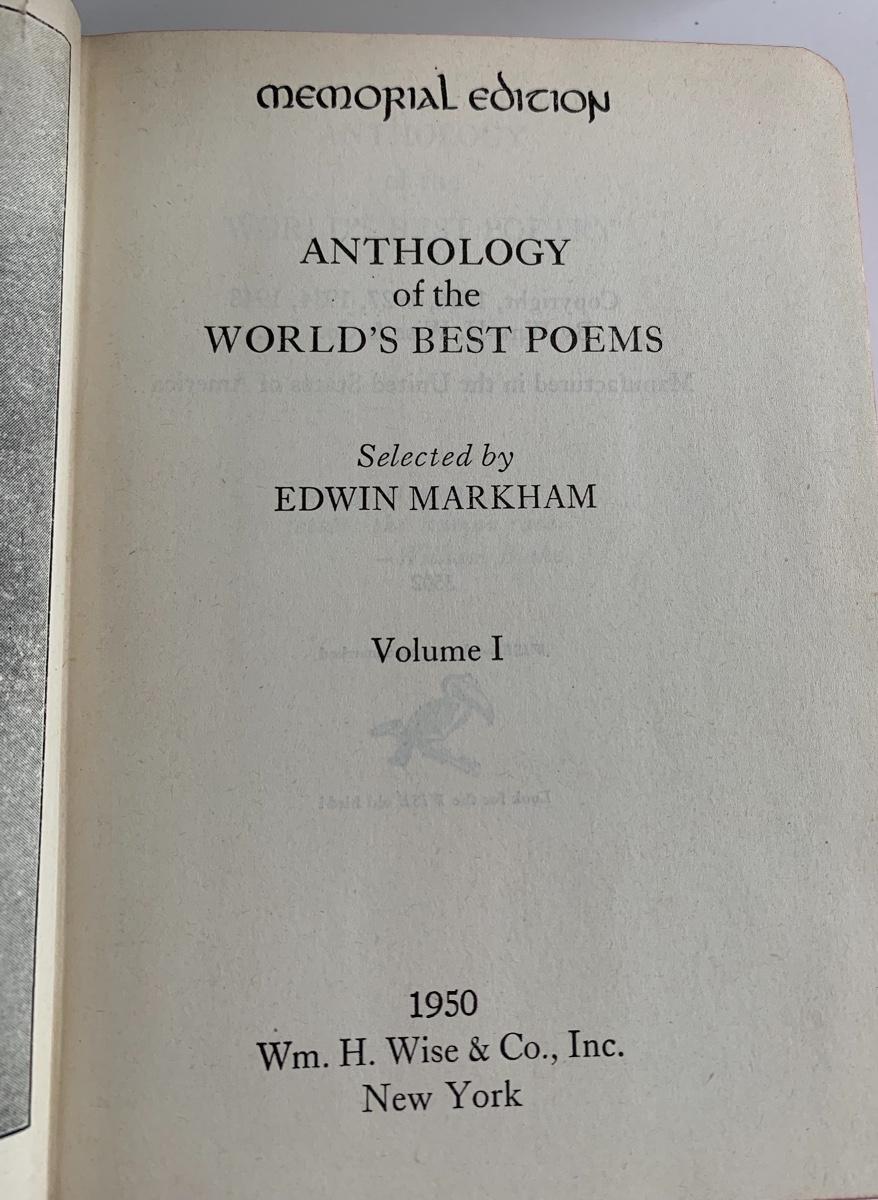 MEMORIAL EDITION
ANTHOLOGY
of the
WORLD'S BEST POEMS
Selected by
EDWIN MARKHAM
Volume I
1950
Wm. H. Wise & Co., Inc.
New York